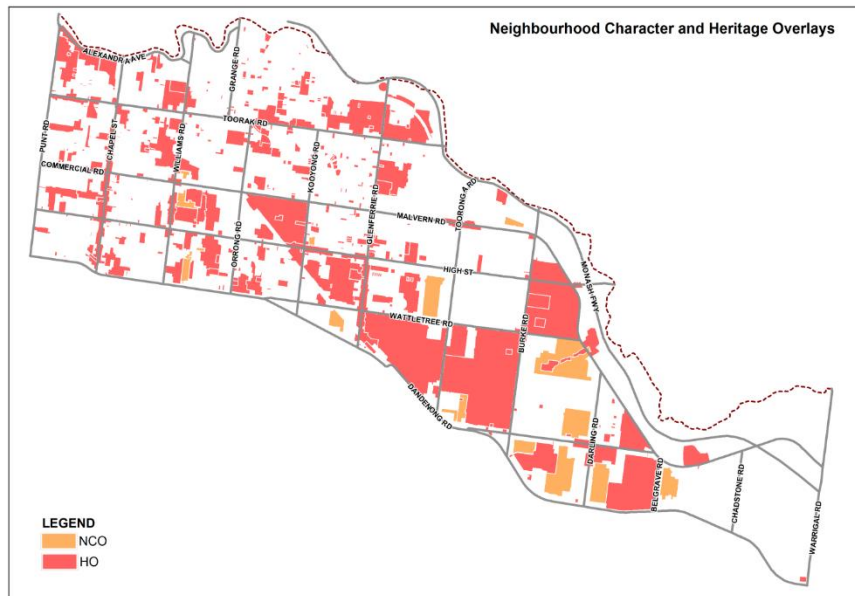 Neighbourhood Character and Heritage Overlays
ALEXANDRA AVE
GRANGE RD
TOORAK RD
PUNT RD
CHAPEL ST
WILLIAMS RD
COMMERCIAL RD
KOOYONG RD
GLENFERRIE RD
TOORONGA RD
MALVERN RD
ORRONG RD
HIGH ST
MONASH FWY
WATTLETREE RD
BURKE RD
DANDENONG RD
DARLING RD
BELGRAVE RD
CHADSTONE RD
WARRIGAL RD
LEGEND
NCO
HO